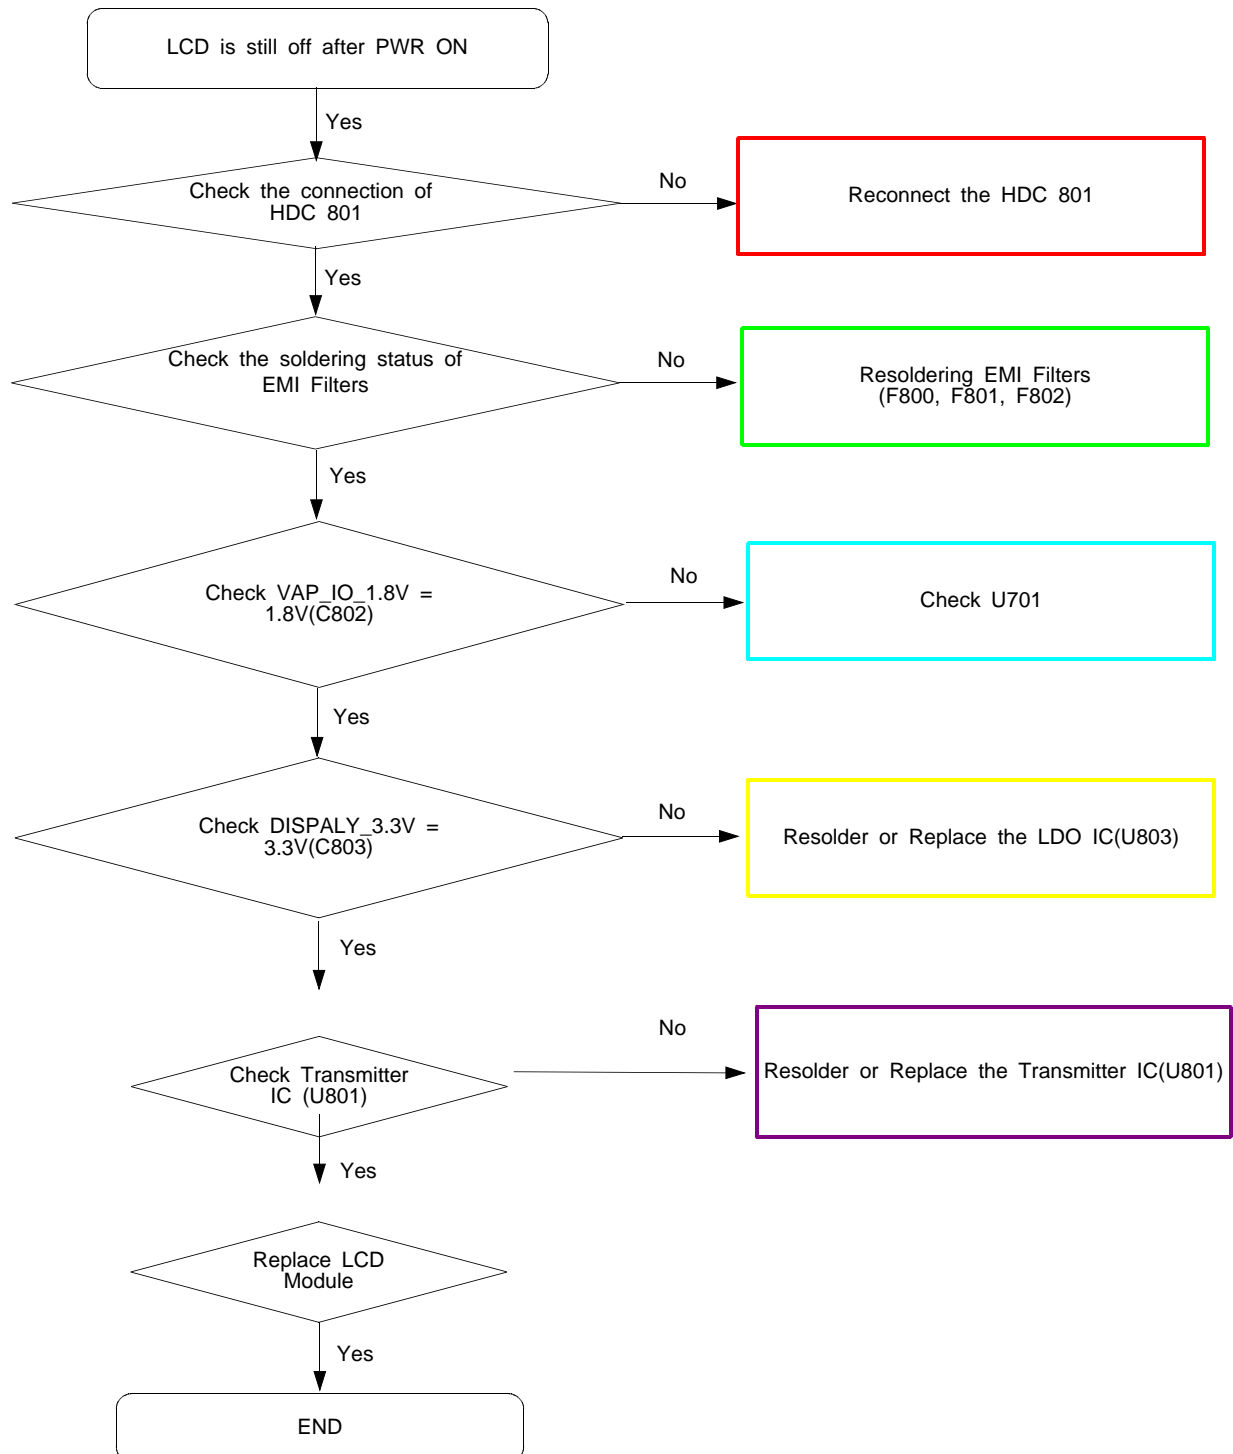 LCD is still off after PWR ON
Yes
Check the connection of
HDC 801
No
Reconnect the HDC 801
Yes
Check the soldering status of
EMI Filters
No
Resoldering EMI Filters
(F800, F801, F802)
Yes
Check VAP_IO_1.8V =
1.8V(C802)
No
Check U701
Yes
Check DISPALY_3.3V =
3.3V(C803)
No
Resolder or Replace the LDO IC(U803)
Yes
Check Transmitter
IC (U801)
No
Resolder or Replace the Transmitter IC(U801)
Yes
Replace LCD
Module
Yes
END